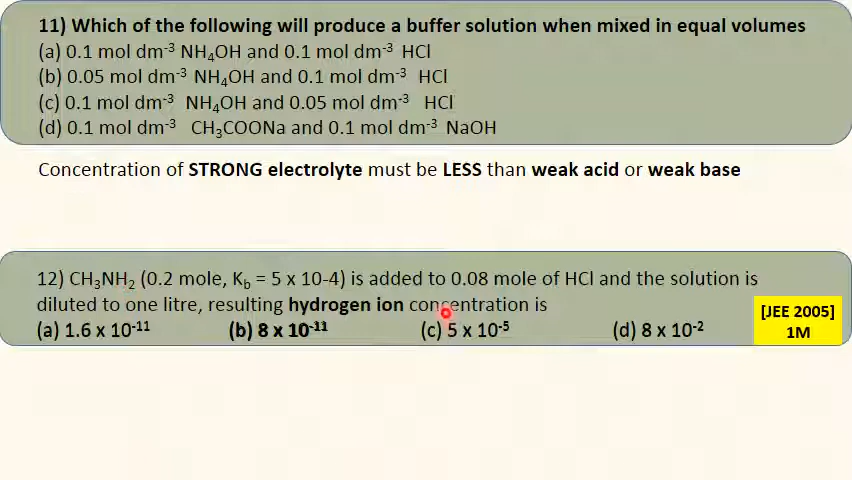 11) Which of the following will produce a buffer solution when mixed in equal volumes
(a) 0.1 mol dm⁻³ NH₄OH and 0.1 mol dm⁻³ HCl
(b) 0.05 mol dm⁻³ NH₄OH and 0.1 mol dm⁻³ HCl
(c) 0.1 mol dm⁻³ NH₄OH and 0.05 mol dm⁻³ HCl
(d) 0.1 mol dm⁻³ CH₃COONa and 0.1 mol dm⁻³ NaOH
Concentration of STRONG electrolyte must be LESS than weak acid or weak base
12) CH₃NH₂ (0.2 mole, K_b = 5 x 10-4) is added to 0.08 mole of HCl and the solution is
diluted to one litre, resulting hydrogen ion concentration is
(a) 1.6 x 10⁻¹¹ (b) 8 x 10⁻¹¹ (c) 5 x 10⁻⁵ (d) 8 x 10⁻²
[JEE 2005]
1M